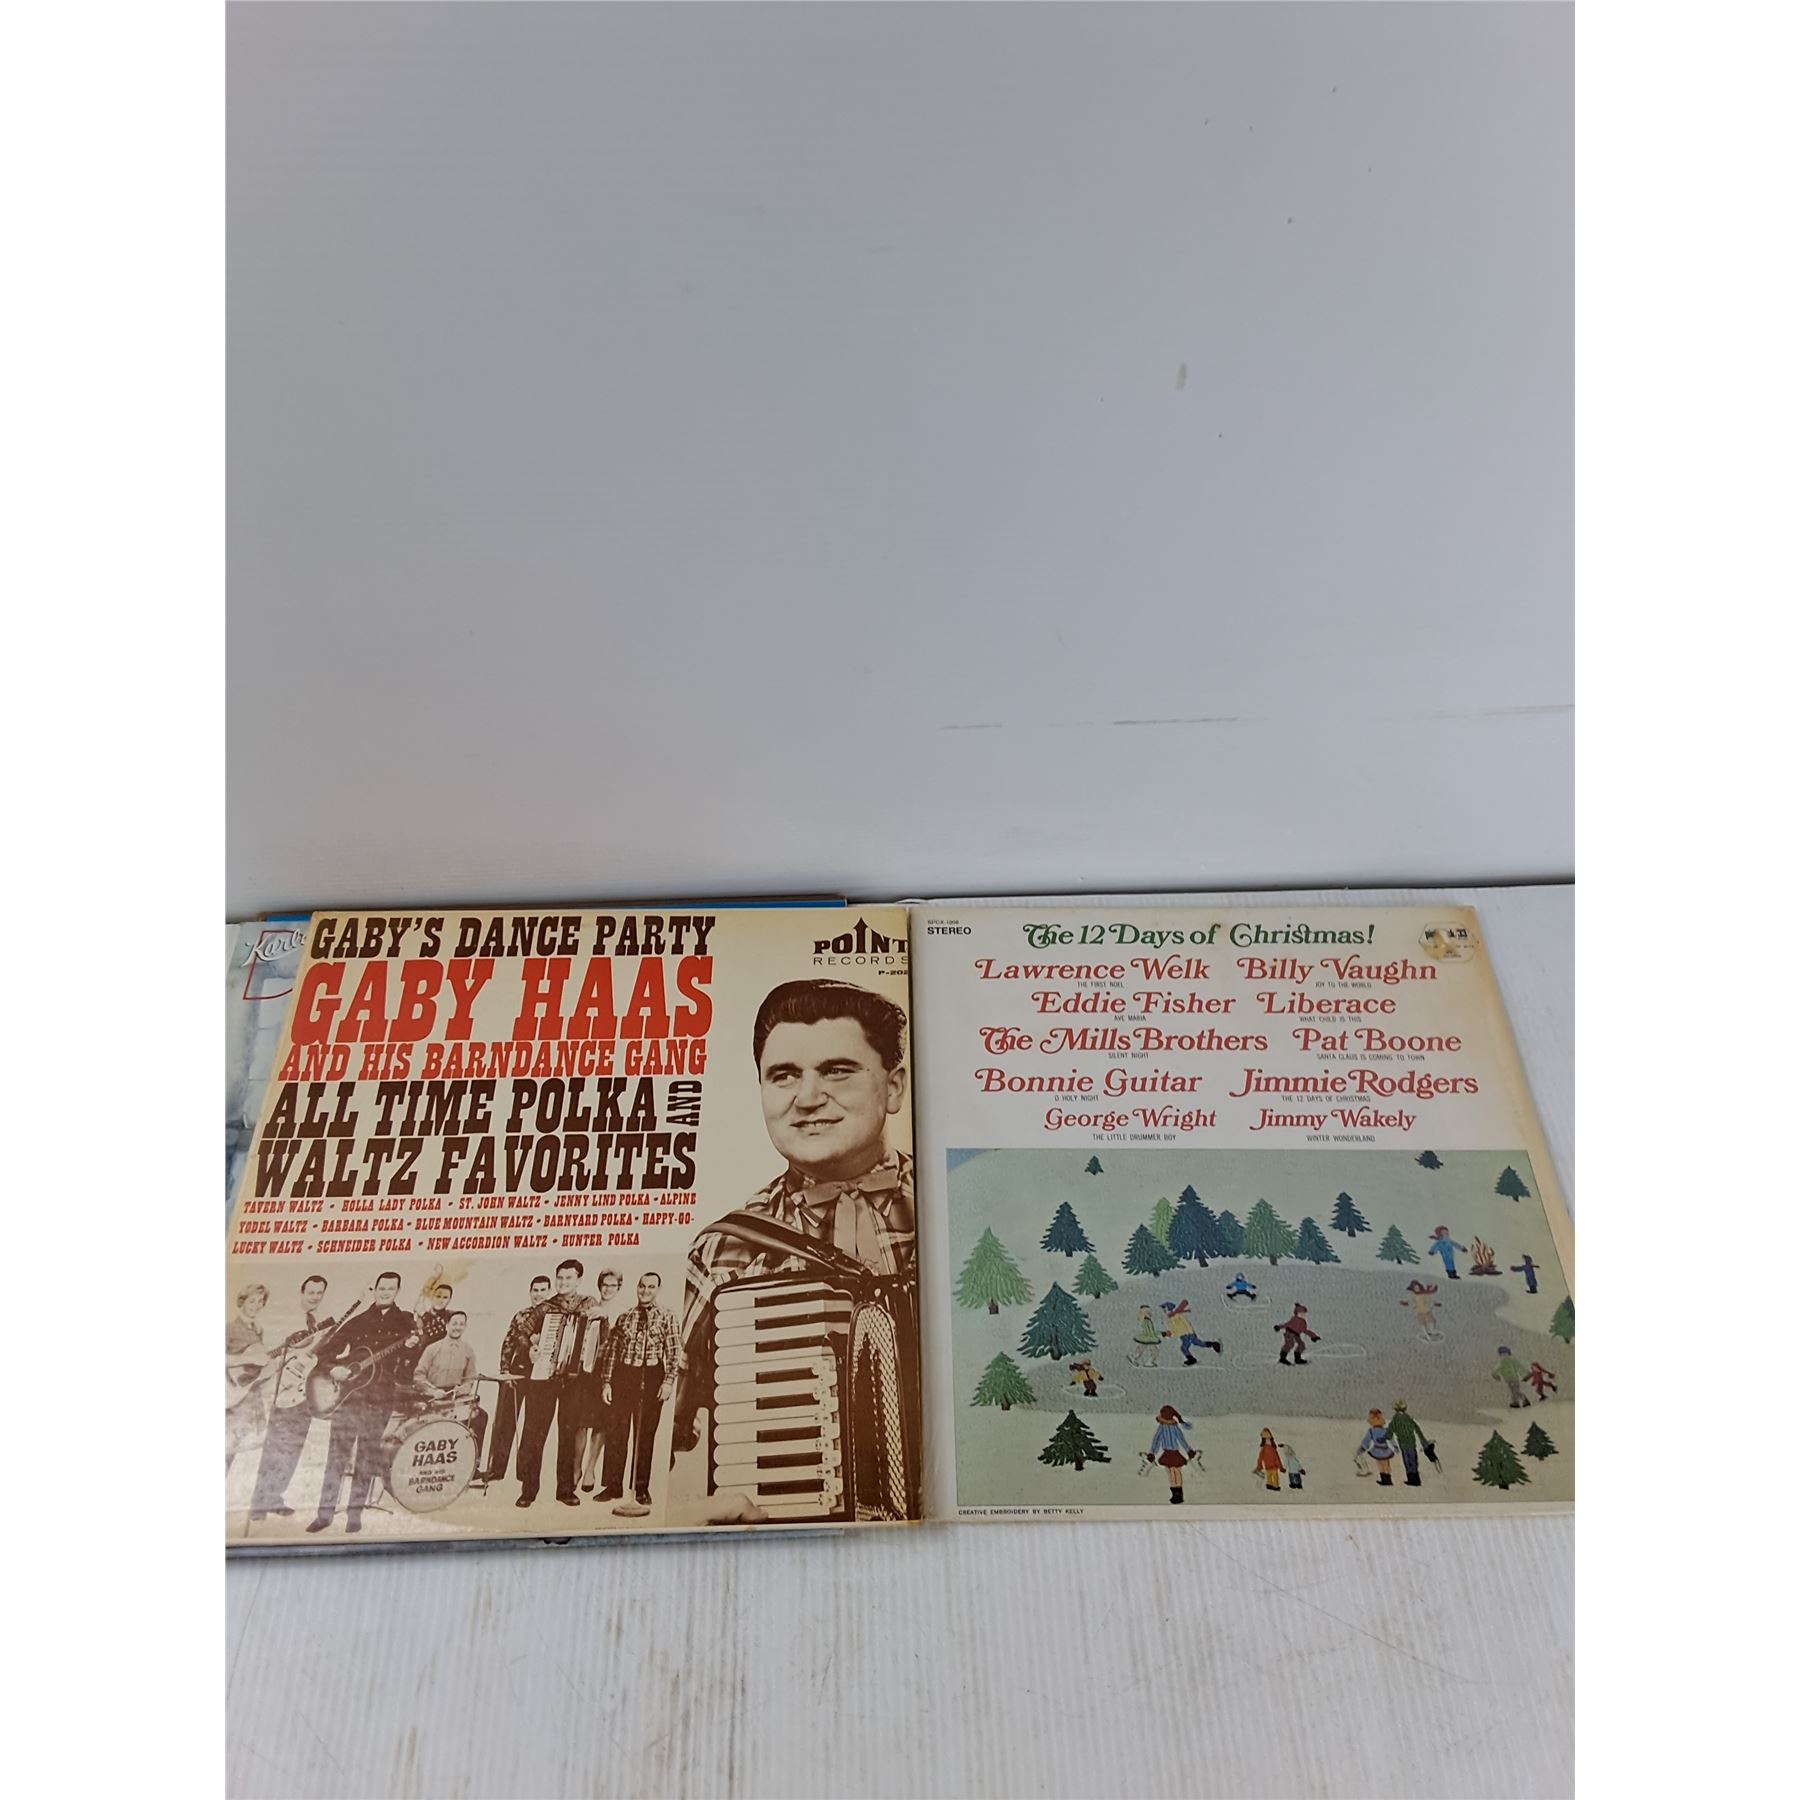 GABY'S DANCE PARTY
GABY HAAS
AND HIS BARNDANCE GANG
ALL TIME POLKA AND
WALTZ FAVORITES
TAVERN WALTZ • HOLLA LADY POLKA • ST. JOHN WALTZ • JENNY LIND POLKA • ALPINE
YODEL WALTZ • BARBARA POLKA • BLUE MOUNTAIN WALTZ • BARNYARD POLKA • HAPPY-GO-
LUCKY WALTZ • SCHNEIDER POLKA • NEW ACCORDION WALTZ • HUNTER POLKA
POINT
RECORDS
P-202
GABY
HAAS
AND HIS
BARNDANCE
GANG
STEREO
The 12 Days of Christmas!
Lawrence Welk Billy Vaughn
THE FIRST NOEL JOY TO THE WORLD
Eddie Fisher Liberace
AVE MARIA WHAT CHILD IS THIS
The Mills Brothers Pat Boone
SILENT NIGHT SANTA CLAUS IS COMING TO TOWN
Bonnie Guitar Jimmie Rodgers
O HOLY NIGHT THE 12 DAYS OF CHRISTMAS
George Wright Jimmy Wakely
THE LITTLE DRUMMER BOY WINTER WONDERLAND
CREATIVE EMBROIDERY BY BETTY KELLY